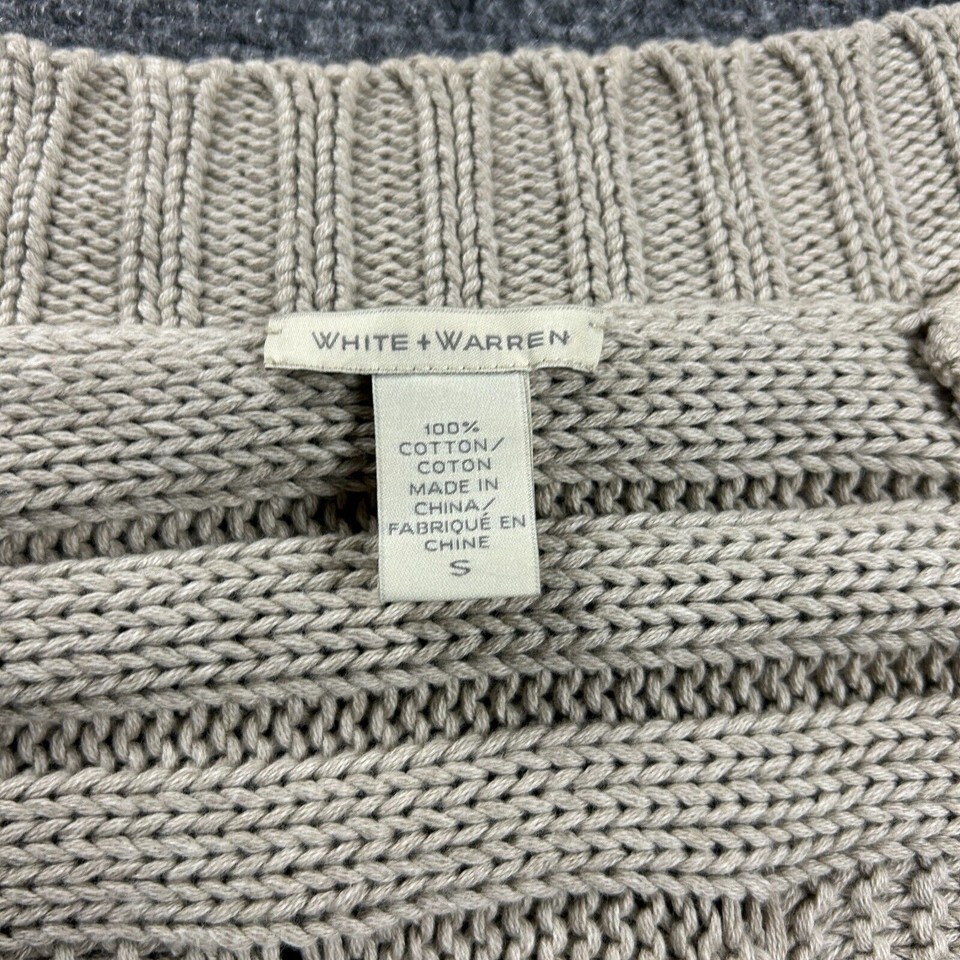 WHITE + WARREN
100%
COTTON/
COTON
MADE IN
CHINA/
FABRIQUÉ EN
CHINE
S